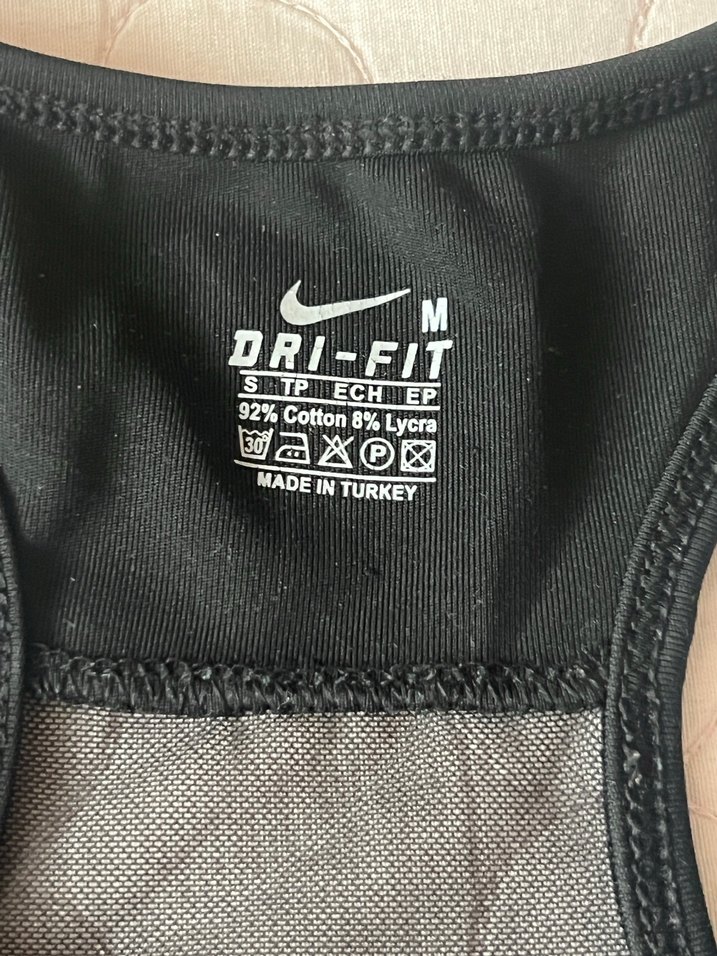 M
DRI-FIT
S TP ECH EP
92% Cotton 8% Lycra
30° P
MADE IN TURKEY